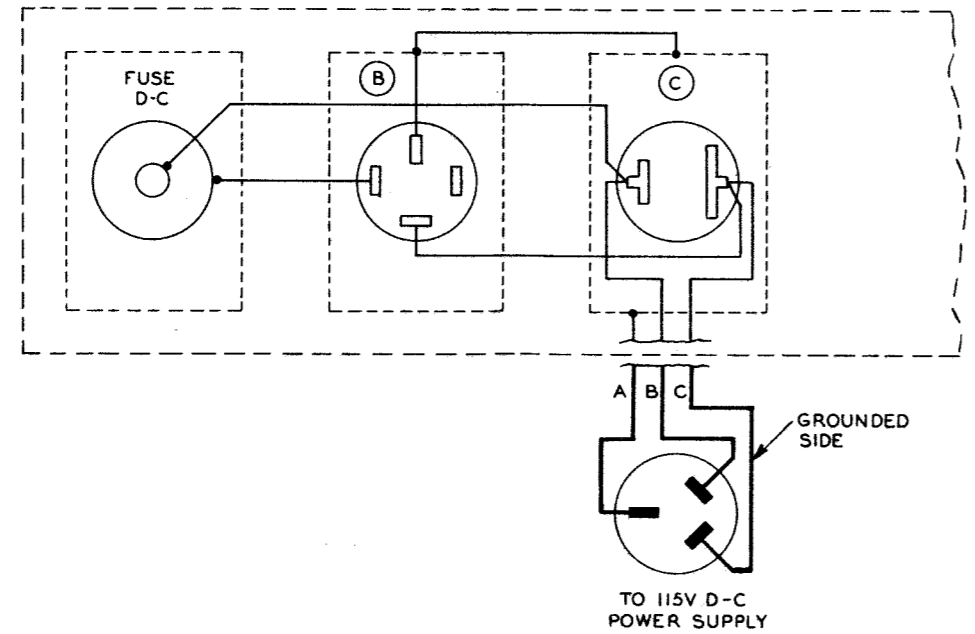 FUSE
D-C
B
C
A B C
GROUNDED
SIDE
TO 115V D-C
POWER SUPPLY